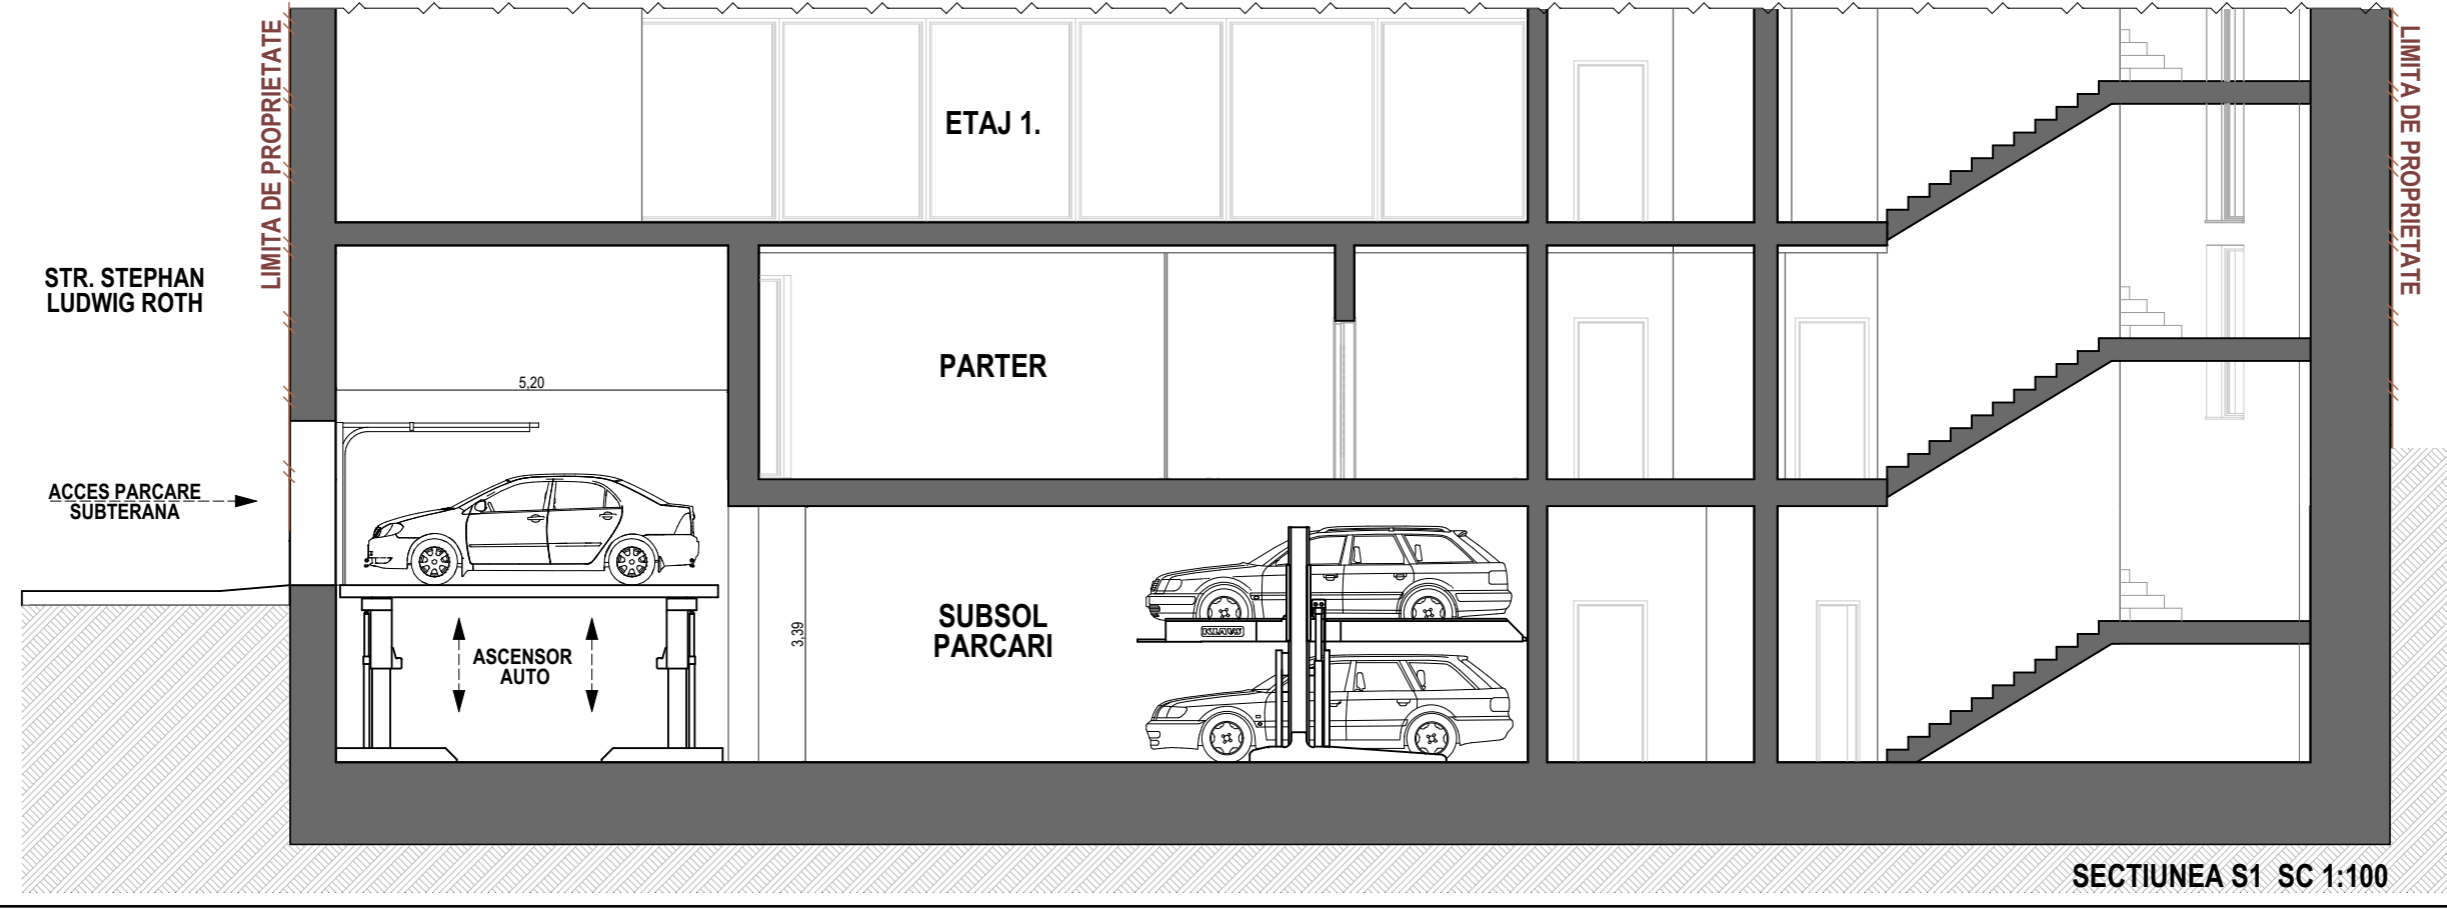 LIMITA DE PROPRIETATE
LIMITA DE PROPRIETATE
ETAJ 1.
STR. STEPHAN
LUDWIG ROTH
PARTER
5,20
ACCES PARCARE
SUBTERANA
SUBSOL
PARCARI
3,39
KLAUS
ASCENSOR
AUTO
SECTIUNEA S1 SC 1:100